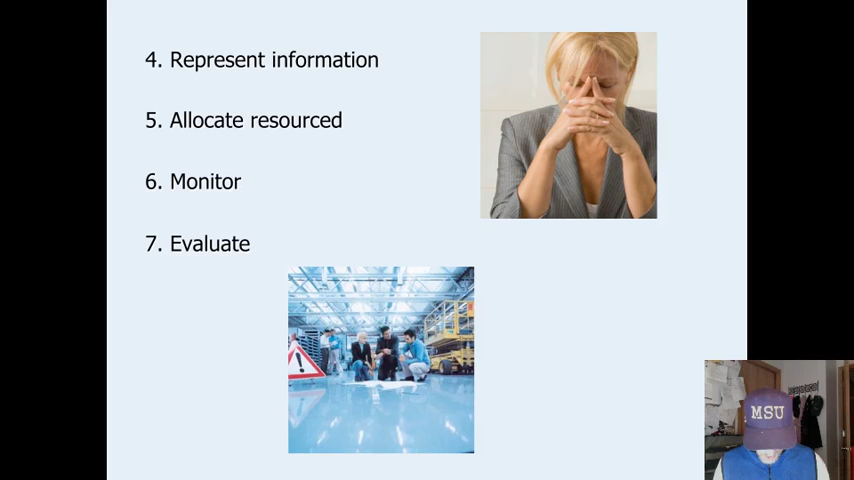 4. Represent information
5. Allocate resourced
6. Monitor
7. Evaluate
MSU